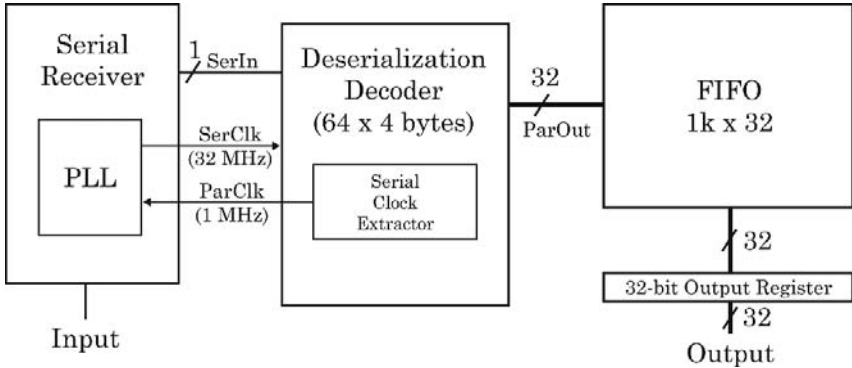 Serial
Receiver
PLL
Input
1
SerIn
SerClk
(32 MHz)
ParClk
(1 MHz)
Deserialization
Decoder
(64 x 4 bytes)
Serial
Clock
Extractor
32
ParOut
FIFO
1k x 32
32
32-bit Output Register
32
Output